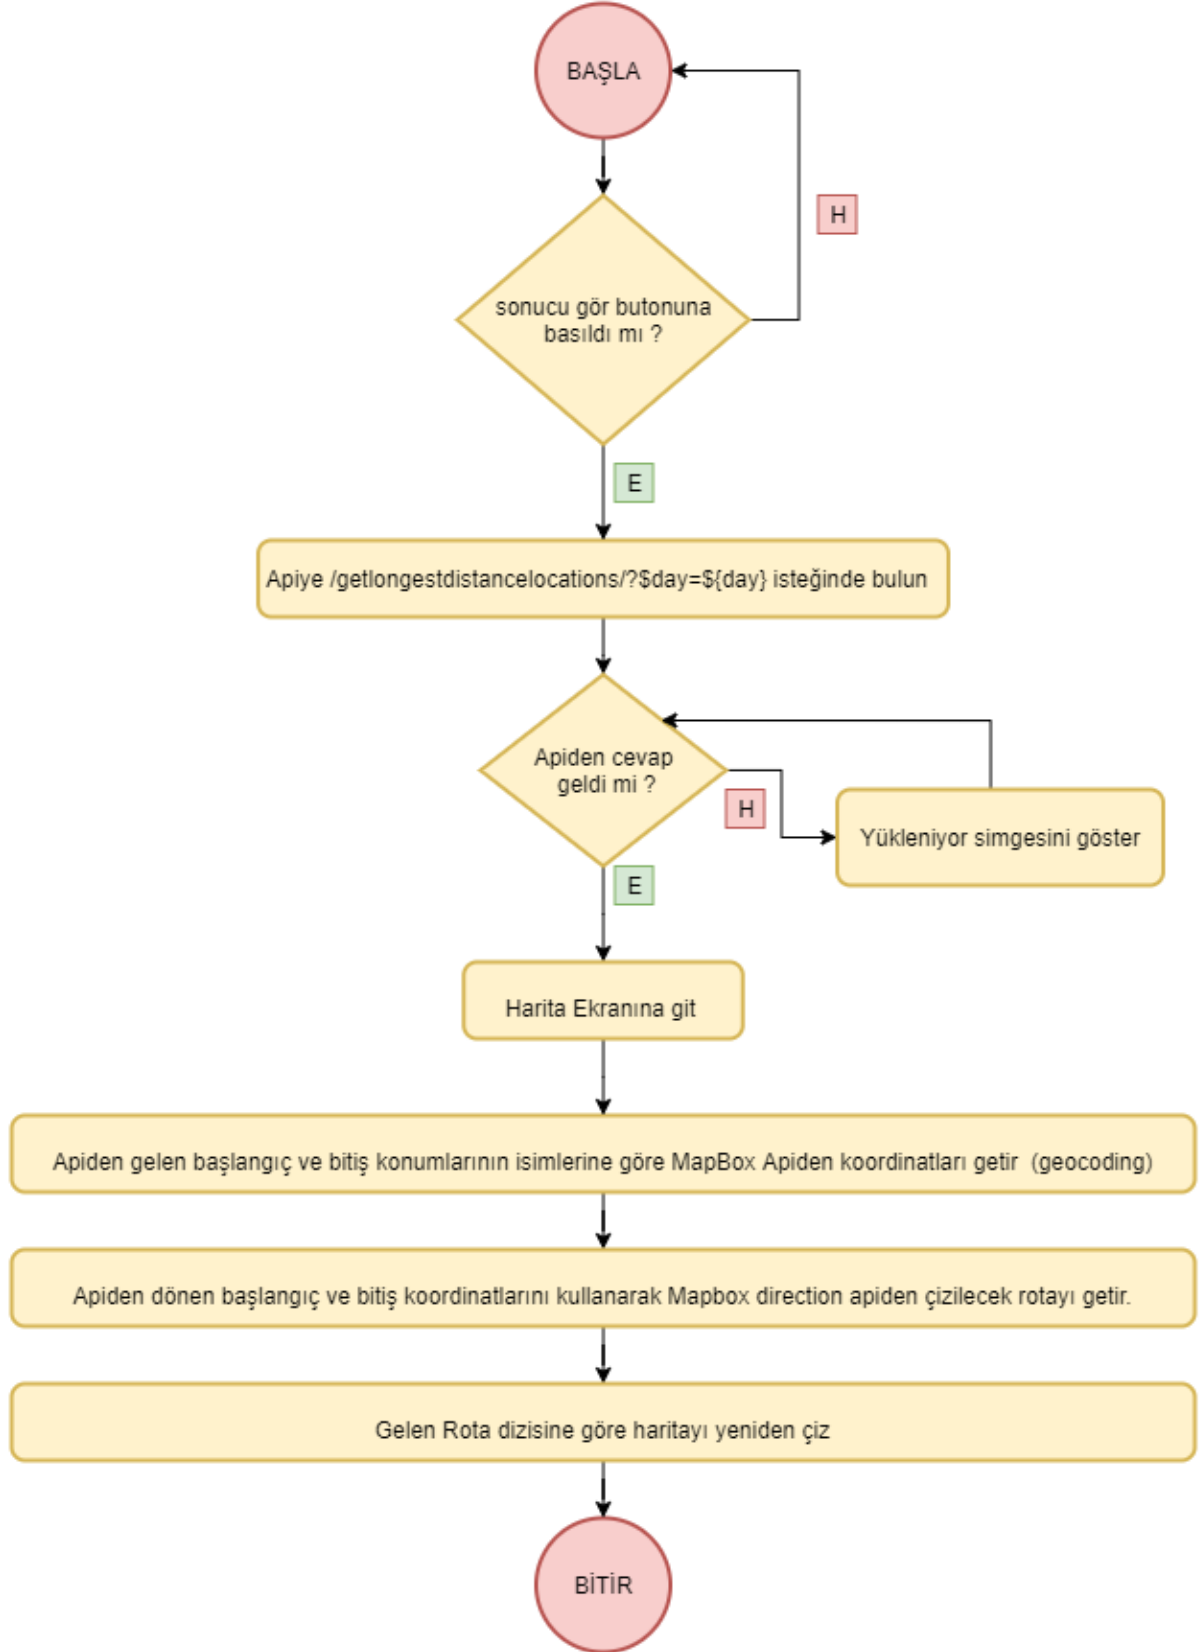 BAŞLA
H
sonucu gör butonuna
basıldı mı ?
E
Apiye /getlongestdistancelocations/?$day=${day} isteğinde bulun
Apiden cevap
geldi mi ?
H
Yükleniyor simgesini göster
E
Harita Ekranına git
Apiden gelen başlangıç ve bitiş konumlarının isimlerine göre MapBox Apiden koordinatları getir (geocoding)
Apiden dönen başlangıç ve bitiş koordinatlarını kullanarak Mapbox direction apiden çizilecek rotayı getir.
Gelen Rota dizisine göre haritayı yeniden çiz
BİTİR